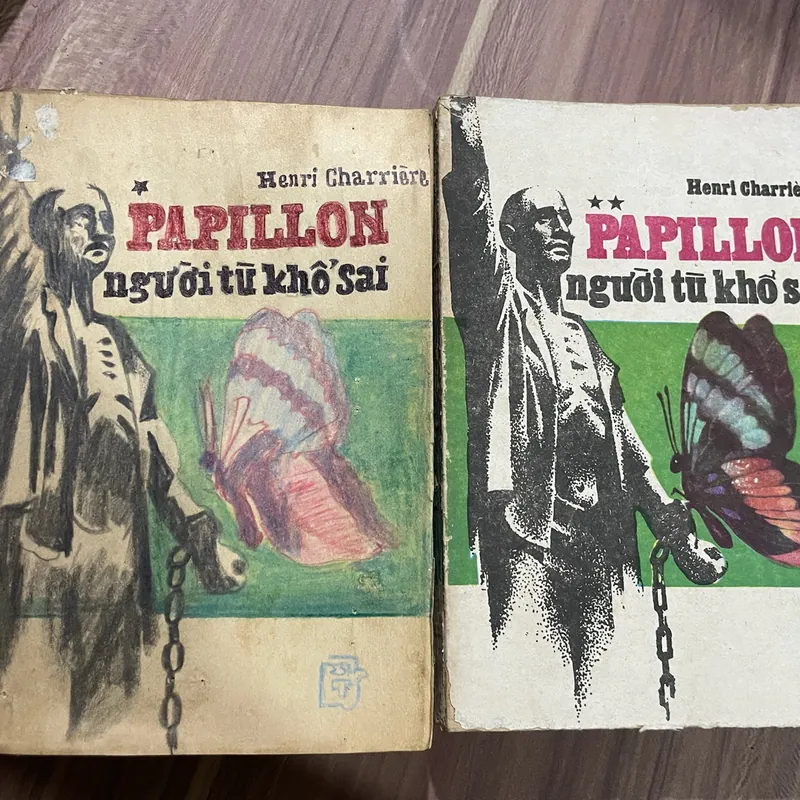 Henri Charrière
PAPILLON
người tù khổ sai
Henri Charriè
PAPILLON
người tù khổ s